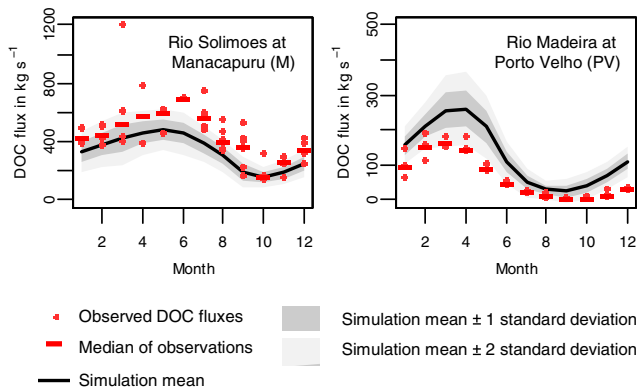 Rio Solimoes at
Manacapuru (M)
DOC flux in kg s⁻¹
0 400 800 1200
2 4 6 8 10 12
Month
Rio Madeira at
Porto Velho (PV)
DOC flux in kg s⁻¹
0 100 300 500
2 4 6 8 10 12
Month
Observed DOC fluxes
Median of observations
Simulation mean
Simulation mean ± 1 standard deviation
Simulation mean ± 2 standard deviation